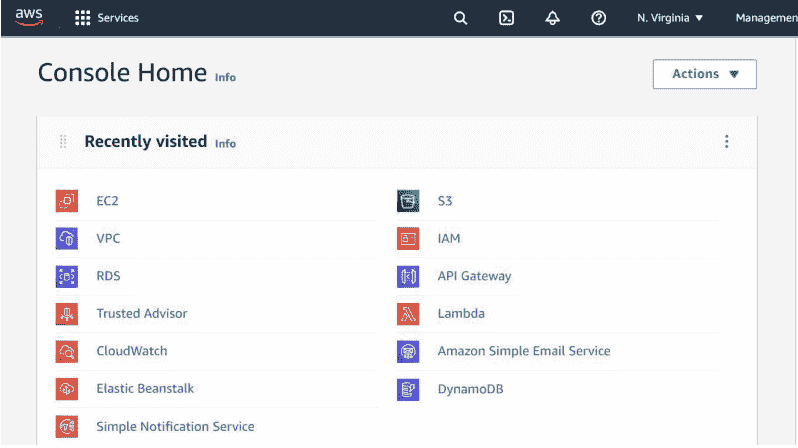 aws Services N. Virginia Managemen
Console Home Info
Actions
Recently visited Info
EC2
S3
VPC
IAM
RDS
API Gateway
Trusted Advisor
Lambda
CloudWatch
Amazon Simple Email Service
Elastic Beanstalk
DynamoDB
Simple Notification Service